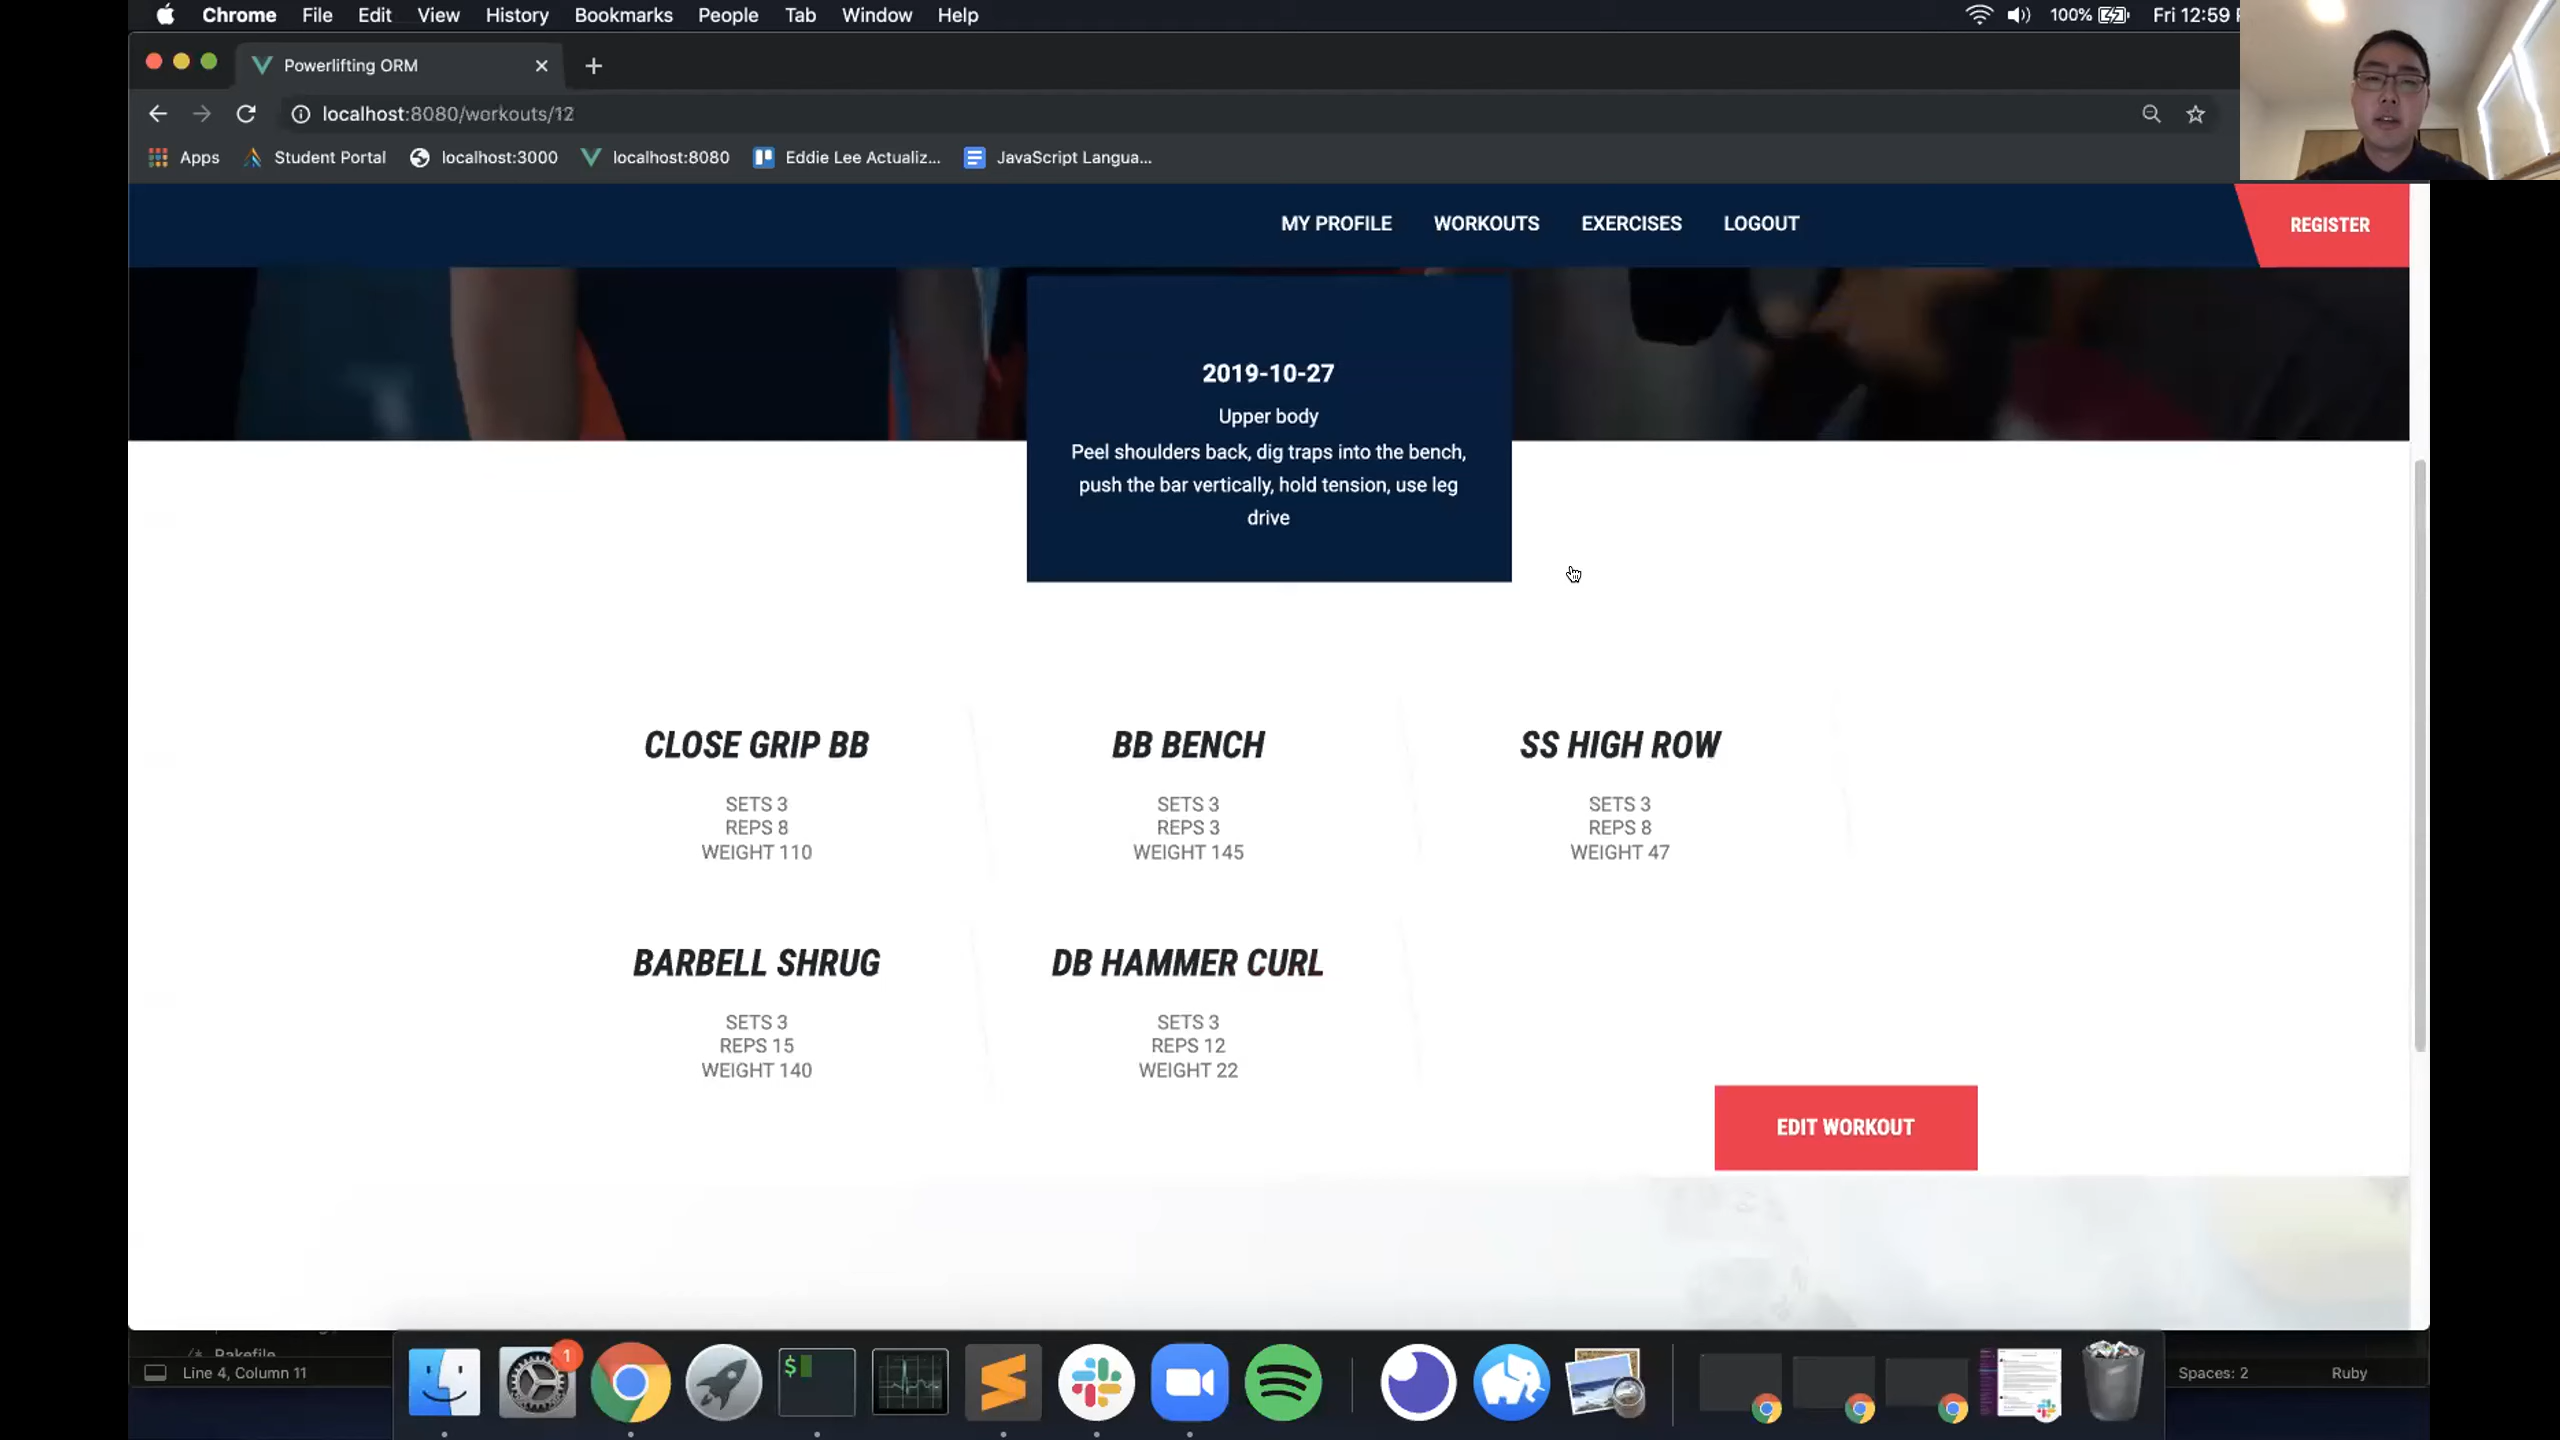 Chrome File Edit View History Bookmarks People Tab Window Help 100% Fri 12:59
Powerlifting ORM
localhost:8080/workouts/12
Apps Student Portal localhost:3000 localhost:8080 Eddie Lee Actualiz... JavaScript Langua...
MY PROFILE WORKOUTS EXERCISES LOGOUT REGISTER
2019-10-27
Upper body
Peel shoulders back, dig traps into the bench,
push the bar vertically, hold tension, use leg
drive
CLOSE GRIP BB
SETS 3
REPS 8
WEIGHT 110
BB BENCH
SETS 3
REPS 3
WEIGHT 145
SS HIGH ROW
SETS 3
REPS 8
WEIGHT 47
BARBELL SHRUG
SETS 3
REPS 15
WEIGHT 140
DB HAMMER CURL
SETS 3
REPS 12
WEIGHT 22
EDIT WORKOUT
/* Rakefile
Line 4, Column 11
1
$
Spaces: 2 Ruby